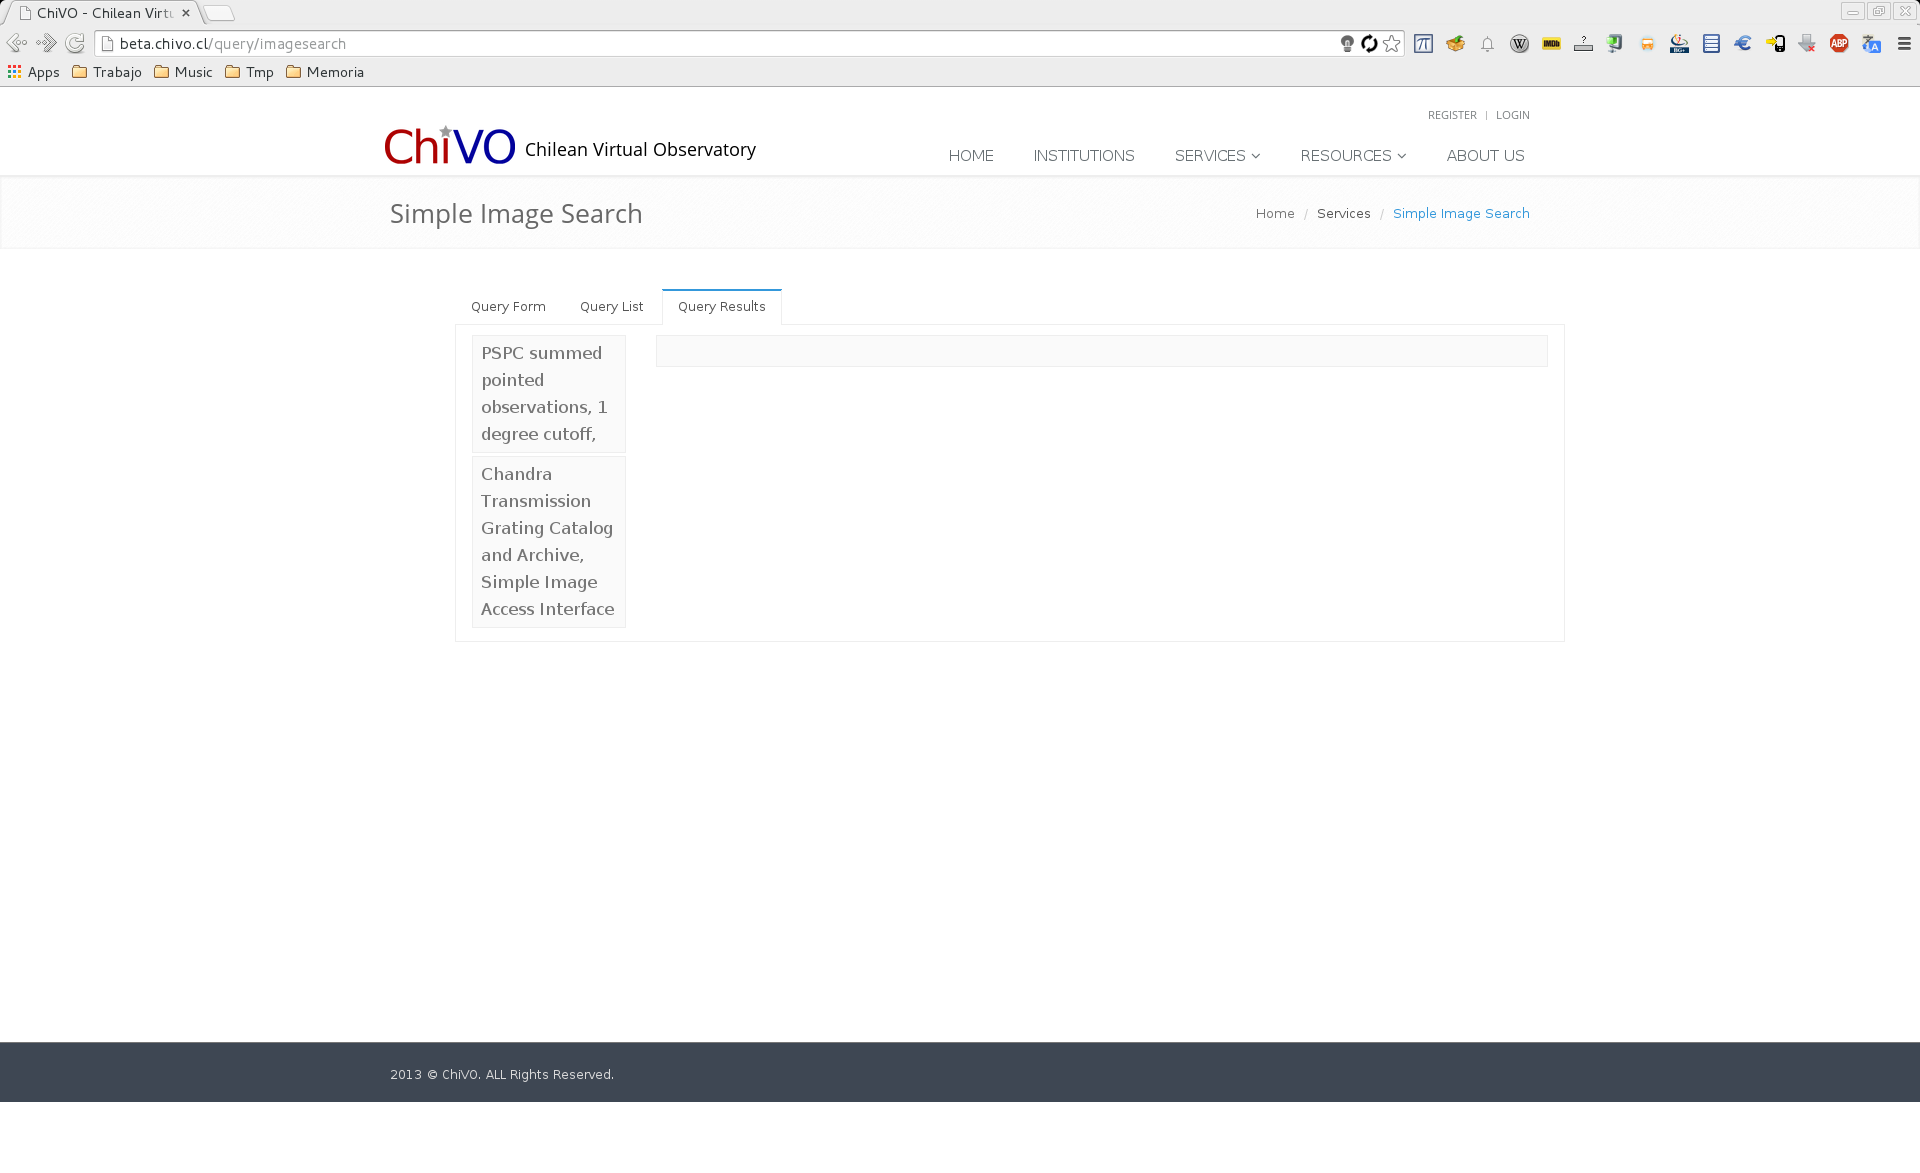 ChiVO - Chilean Virtu
beta.chivo.cl/query/imagesearch
IMDb
?
W
BG+
ABP
A
Apps Trabajo Music Tmp Memoria
REGISTER | LOGIN
ChiVO Chilean Virtual Observatory
HOME INSTITUTIONS SERVICES RESOURCES ABOUT US
Simple Image Search
Home / Services / Simple Image Search
Query Form Query List Query Results
PSPC summed
pointed
observations, 1
degree cutoff,
Chandra
Transmission
Grating Catalog
and Archive,
Simple Image
Access Interface
2013 © ChiVO. ALL Rights Reserved.